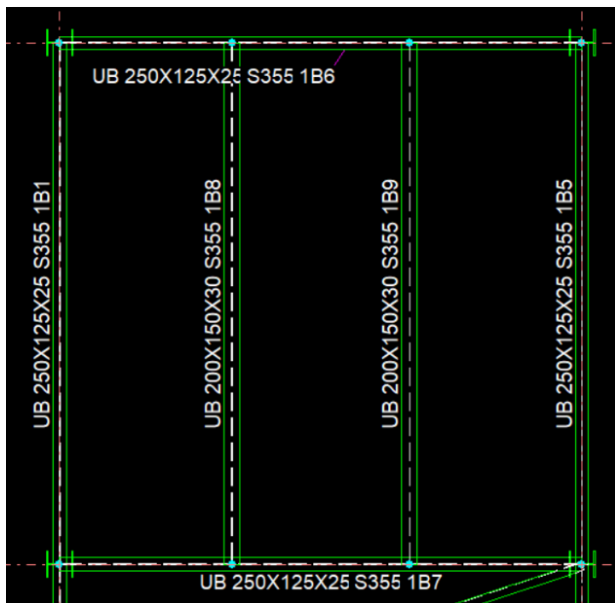 UB 250X125X25 S355 1B6
UB 250X125X25 S355 1B1
UB 200X150X30 S355 1B8
UB 200X150X30 S355 1B9
UB 250X125X25 S355 1B5
UB 250X125X25 S355 1B7